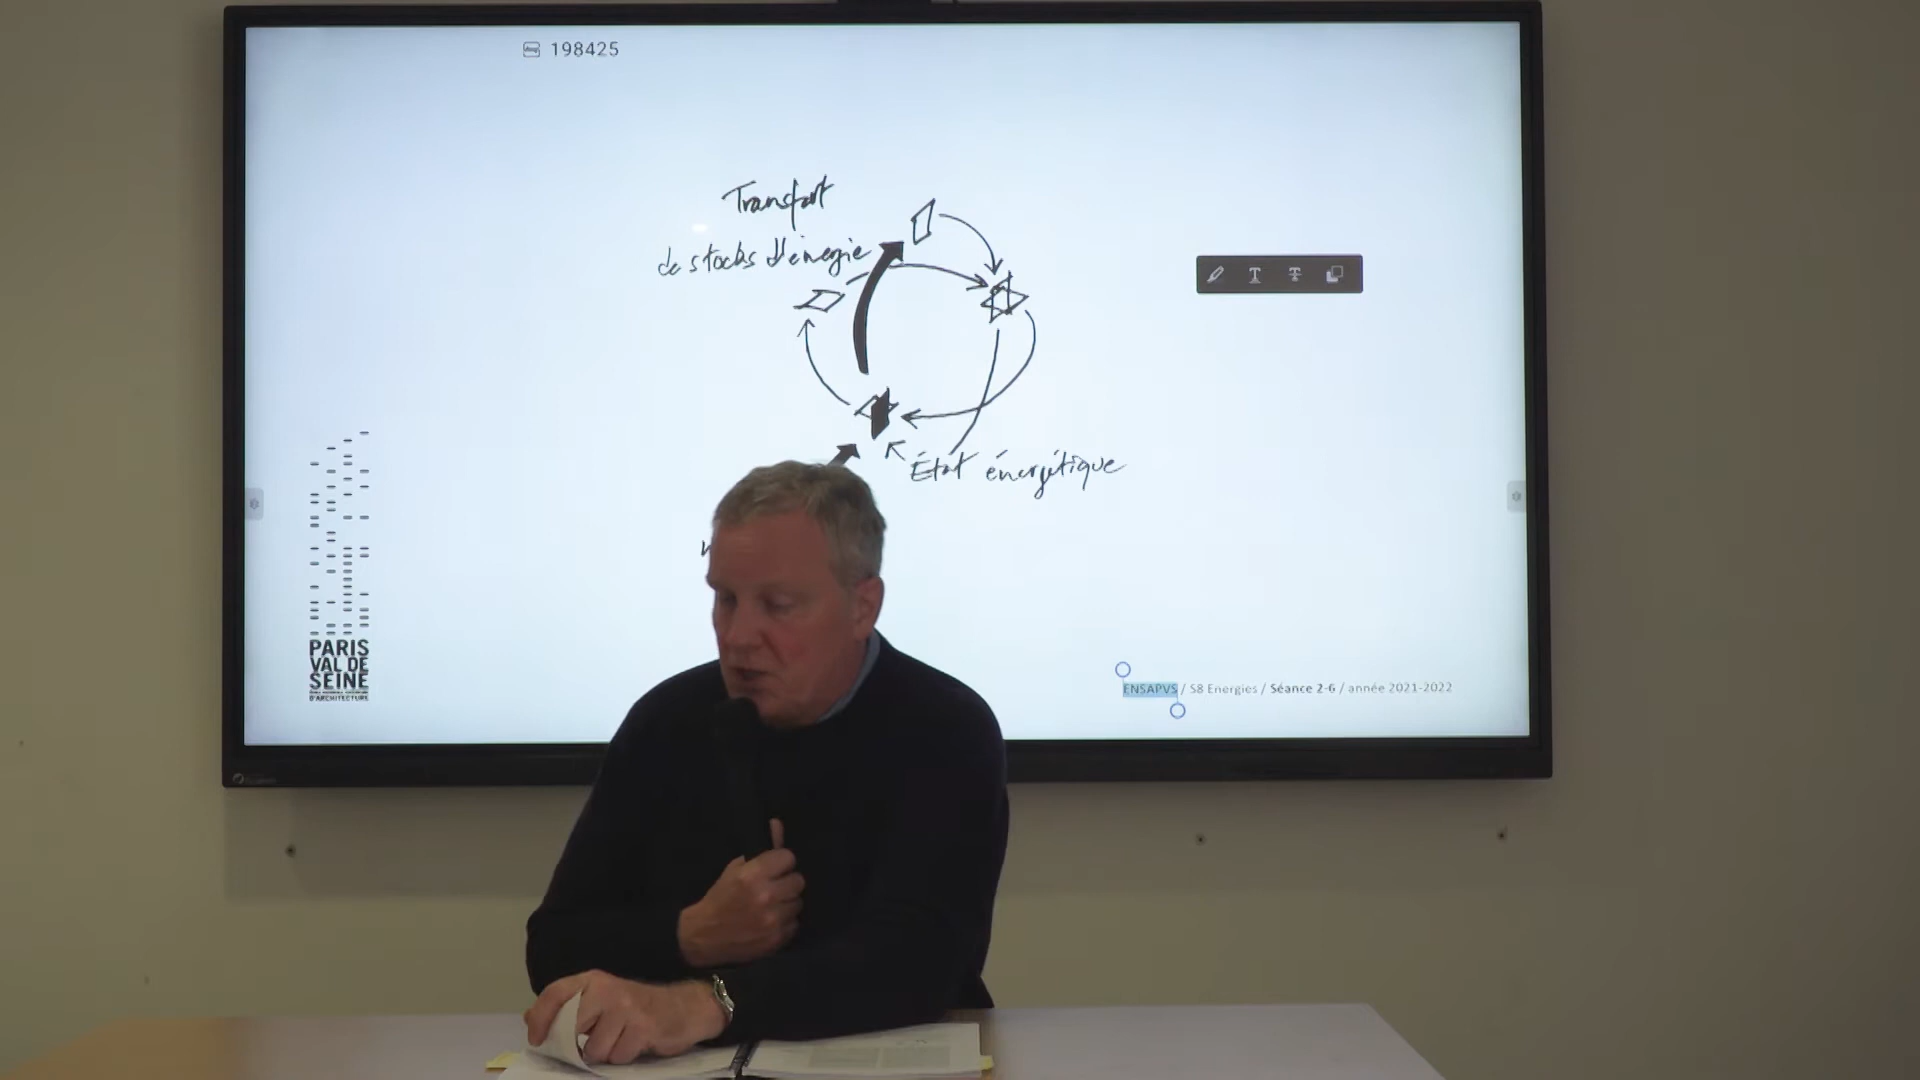 198425
Transfert
de stocks d'énergie
État énergétique
PARIS
VAL DE
SEINE
D'ARCHITECTURE
ENSAPVS / S8 Energies / Séance 2-6 / année 2021-2022